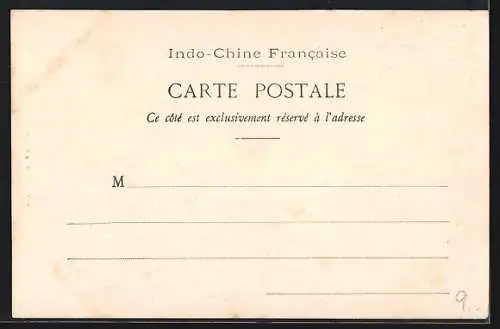 Indo-Chine Française
CARTE POSTALE
Ce côté est exclusivement réservé à l'adresse
M
9.-